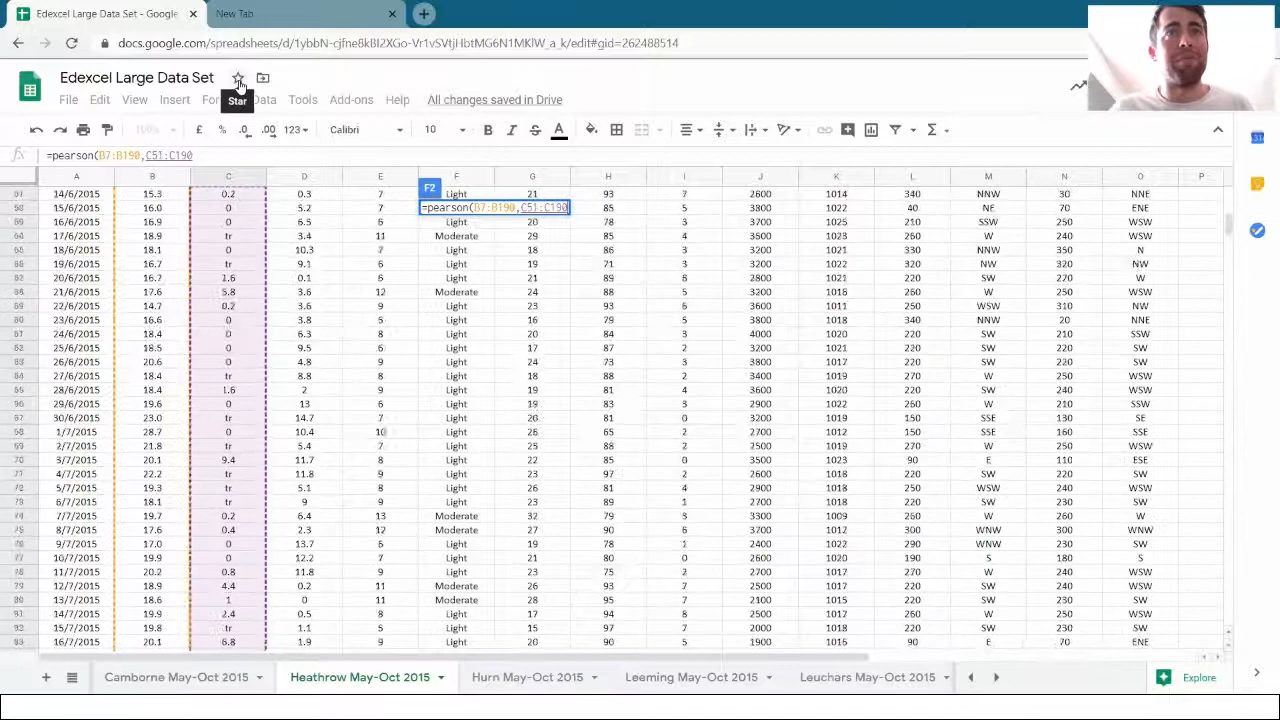 Edexcel Large Data Set - Google
New Tab
docs.google.com/spreadsheets/d/1ybbN-cjfne8kBI2XGo-Vr1vSVtjHbtMG6N1MKlW_a_k/edit#gid=262488514
Edexcel Large Data Set
File Edit View Insert For Data Tools Add-ons Help All changes saved in Drive
Star
100% £ % .0 .00 123 Calibri 10 B I S A
=pearson(B7:B190,C51:C190
A B C D E F G H I J K L M N O P
F2
14/6/2015 15.3 0.2 0.3 7 Light 21 93 7 2600 1014 340 NNW 30 NNE
15/6/2015 16.0 0 5.2 7 =pearson(B7:B190,C51:C190 85 5 3800 1022 40 NE 70 ENE
16/6/2015 17.9 0 6.5 Light 20 78 3 3700 1025 210 SSW 250 WSW
17/6/2015 18.9 tr 3.4 11 Moderate 29 85 4 3500 1023 260 W 240 WSW
18/6/2015 18.1 0 10.3 7 Light 18 86 3 3200 1021 330 NNW 350 N
19/6/2015 16.7 tr 9.1 6 Light 19 71 3 3200 1021 320 NW 70 NW
20/6/2015 16.7 1.6 0.1 6 Light 21 89 6 2800 1021 220 SW 220 W
21/6/2015 17.6 5.8 3.6 12 Moderate 24 88 5 2500 1016 260 W 250 WSW
22/6/2015 14.7 0.2 3.6 9 Light 23 93 6 3600 1011 250 WSW 310 NW
23/6/2015 16.6 0 3.8 5 Light 16 79 5 3800 1018 340 NNW 20 NNE
24/6/2015 18.4 0 6.3 8 Light 20 84 3 4000 1020 220 SW 210 SSW
25/6/2015 18.5 0 9.5 6 Light 17 87 2 3400 1021 220 SW 220 SW
26/6/2015 20.6 0 4.8 9 Light 24 73 3 3800 1017 220 SW 220 SW
27/6/2015 18.4 tr 8.8 8 Light 18 88 2 3400 1019 270 W 250 SW
28/6/2015 18.4 1.6 2 9 Light 19 81 4 3600 1020 220 SW 240 WSW
29/6/2015 19.6 0 13 6 Light 19 83 3 2900 1022 260 W 210 SSW
30/6/2015 23.0 tr 14.7 7 Light 20 81 0 3200 1019 150 SSE 130 SE
1/7/2015 28.7 0 10.4 10 Light 26 65 2 3200 1012 150 SSE 160 SSE
2/7/2015 21.8 tr 5.4 7 Light 25 88 2 2500 1019 270 W 250 WSW
3/7/2015 20.1 9.4 11.7 8 Light 22 85 0 3500 1023 90 E 110 ESE
4/7/2015 22.2 tr 11.8 9 Light 23 97 2 1600 1018 220 SW 220 SW
5/7/2015 19.3 tr 5.1 8 Light 26 81 4 2900 1018 250 WSW 240 WSW
6/7/2015 18.1 tr 9 9 Light 23 89 1 2700 1018 220 SW 230 SW
7/7/2015 19.7 0.2 6.4 13 Moderate 32 79 3 3300 1009 260 W 260 W
8/7/2015 17.6 0.4 2.3 12 Moderate 27 90 6 3700 1012 300 WNW 300 WNW
9/7/2015 17.0 0 13.7 6 Light 19 78 1 2400 1022 290 WNW 230 SW
10/7/2015 19.9 0 12.2 7 Light 21 80 0 2600 1020 190 S 180 S
11/7/2015 20.2 0.8 11.8 9 Light 23 75 2 3400 1017 270 W 240 WSW
12/7/2015 18.9 4.4 0.2 11 Moderate 26 93 7 2500 1017 220 SW 240 WSW
13/7/2015 18.6 1 0 11 Moderate 28 95 7 2100 1015 220 SW 230 SW
14/7/2015 19.9 2.4 0.5 8 Light 17 94 8 2500 1017 260 W 250 WSW
15/7/2015 19.8 tr 1.1 5 Light 15 97 7 2000 1018 220 SW 230 SW
16/7/2015 20.1 6.8 1.9 9 Light 20 90 5 1900 1016 90 E 70 ENE
Camborne May-Oct 2015 Heathrow May-Oct 2015 Hurn May-Oct 2015 Leeming May-Oct 2015 Leuchars May-Oct 2015 Explore